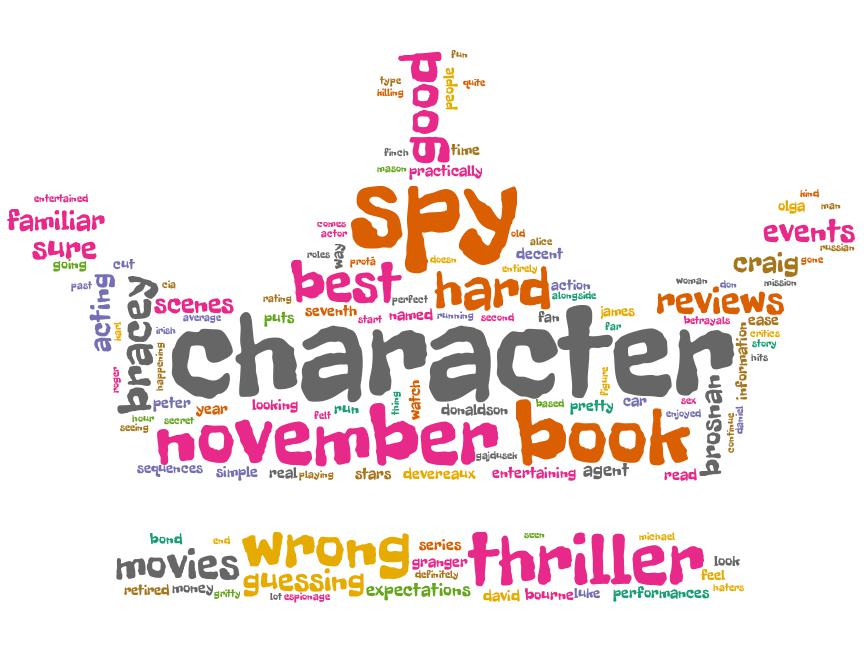 fun
good
type
people
quite
killing
finch
time
mason practically
entertained
kind
olga man
familiar
spy
comes
actor
old
events
sure
alice
russian
going cut
roles way protá doesn
decent
craig gone
past
cia
best
entirely
hard action
woman don mission
acting bracey scenes
rating perfect
alongside
reviews
puts seventh named running second fan james
average
start
betrayals ease
karl irish
character
far
critics
story
hits
roger happening
figure
information
peter year looking felt run thing watch donaldson based pretty car sex
enjoyed
hour secret
seeing
november book
broshan continue daniel
gajdusek
sequences simple real playing stars devereaux entertaining agent read
bond end wrong series
seen michael
movies
granger thriller look
guessing definitely
feel
retired money gritty lot espionage expectations david bourne luke performances haters